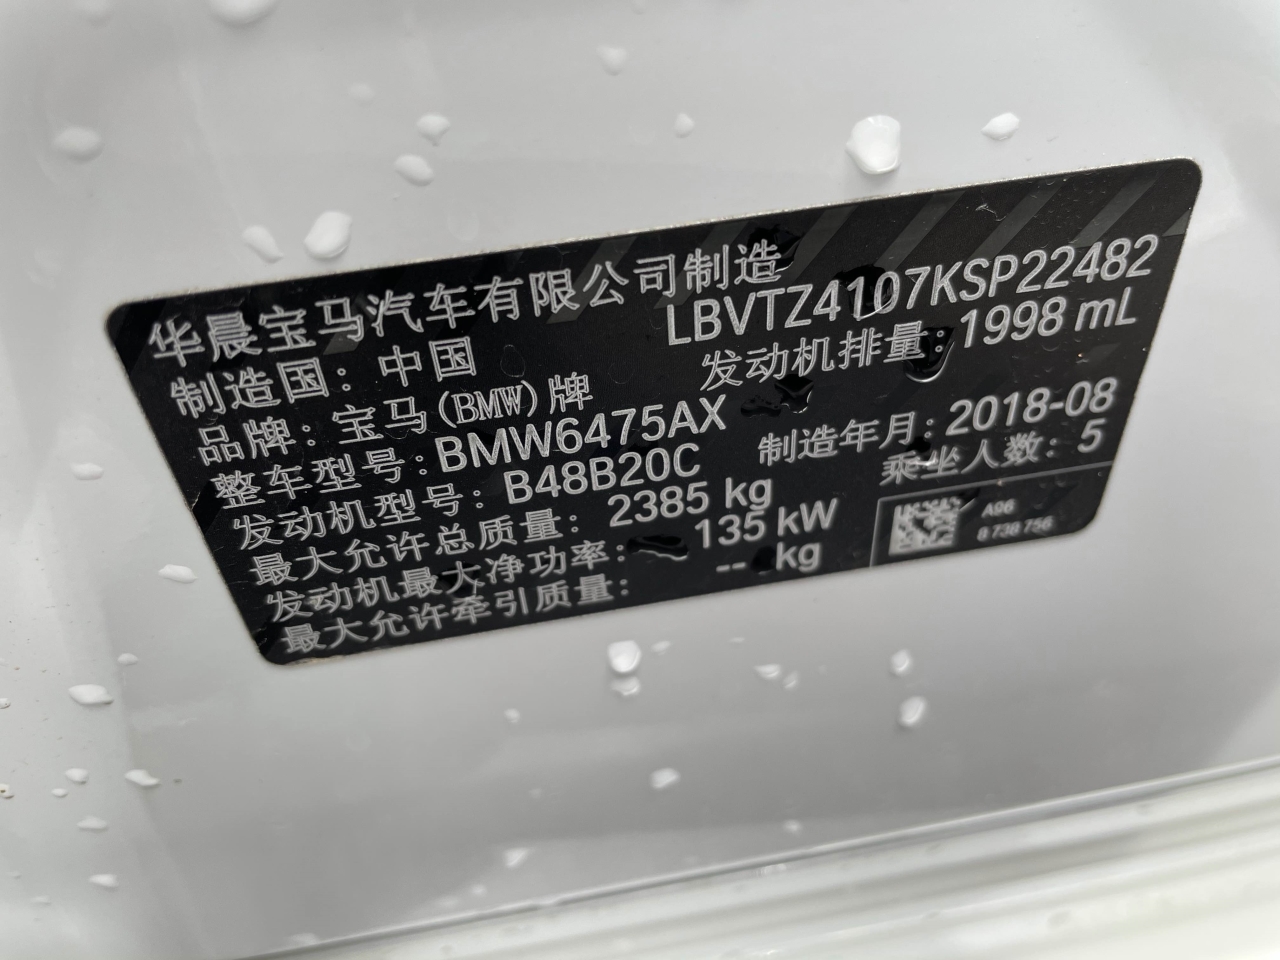 华晨宝马汽车有限公司制造
LBVTZ4107KSP22482
制造国：中国
发动机排量：1998 mL
品牌：宝马(BMW)牌
整车型号：BMW6475AX
制造年月：2018-08
发动机型号：B48B20C
乘坐人数：5
最大允许总质量：2385 kg
发动机最大净功率：135 kW
最大允许牵引质量：-- kg
A96
8 738 756